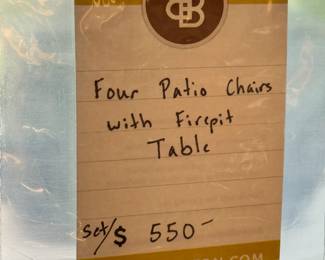 Four Patio Chairs
with Firepit
Table
Set/$ 550-